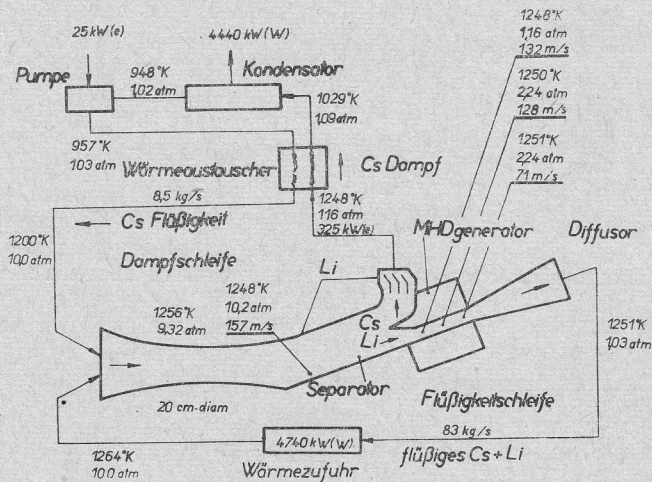 25 kW(e)
4440 kW(W)
Pumpe
948°K
1,02 atm
Kondensator
1029°K
1,09 atm
957°K
103 atm
Wärmeaustauscher
Cs Dampf
8,5 kg/s
Cs Flüßigkeit
1248°K
116 atm
325 kW(e)
1248°K
1,16 atm
132 m/s
1250°K
2,24 atm
128 m/s
1251°K
2,24 atm
71 m/s
MHDgenerator
Diffusor
1200°K
10,0 atm
Dampfschleife
Li
1256°K
9,32 atm
1248°K
10,2 atm
157 m/s
Cs
Li
1251°K
1,03 atm
Separator
20 cm-diam
Flüßigkeitschleife
83 kg/s
flüßiges Cs + Li
4740 kW(W)
1264°K
10.0 atm
Wärmezufuhr